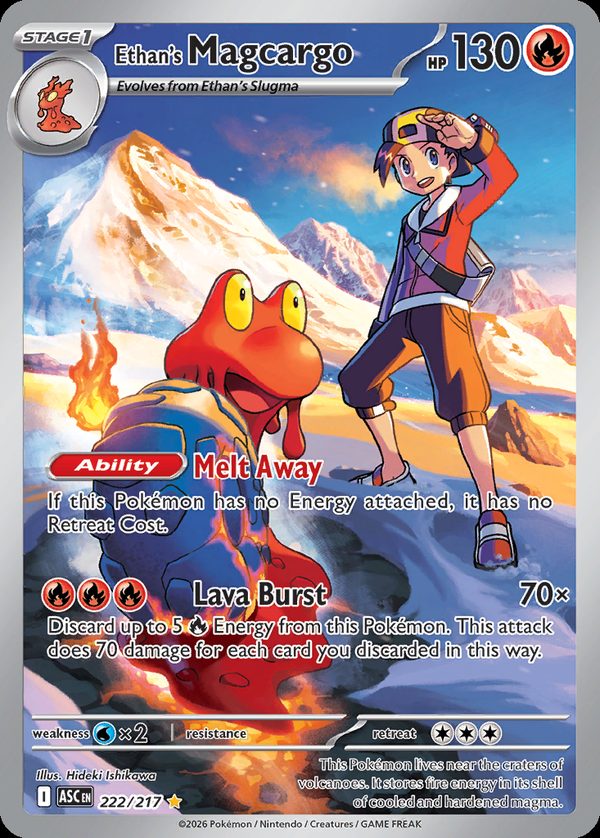 STAGE 1
Ethan's Magcargo
HP 130
Evolves from Ethan's Slugma
Ability Melt Away
If this Pokémon has no Energy attached, it has no
Retreat Cost.
Lava Burst 70×
Discard up to 5 Energy from this Pokémon. This attack
does 70 damage for each card you discarded in this way.
weakness ×2 resistance retreat
Illus. Hideki Ishikawa
I ASC EN 222/217
This Pokémon lives near the craters of
volcanoes. It stores fire energy in its shell
of cooled and hardened magma.
©2026 Pokémon / Nintendo / Creatures / GAME FREAK